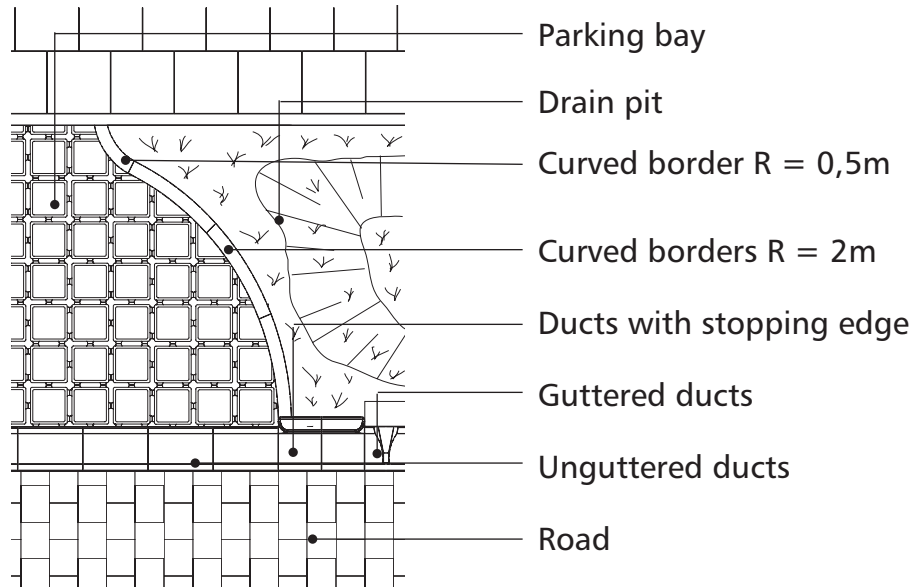 Parking bay
Drain pit
Curved border R = 0,5m
Curved borders R = 2m
Ducts with stopping edge
Guttered ducts
Unguttered ducts
Road